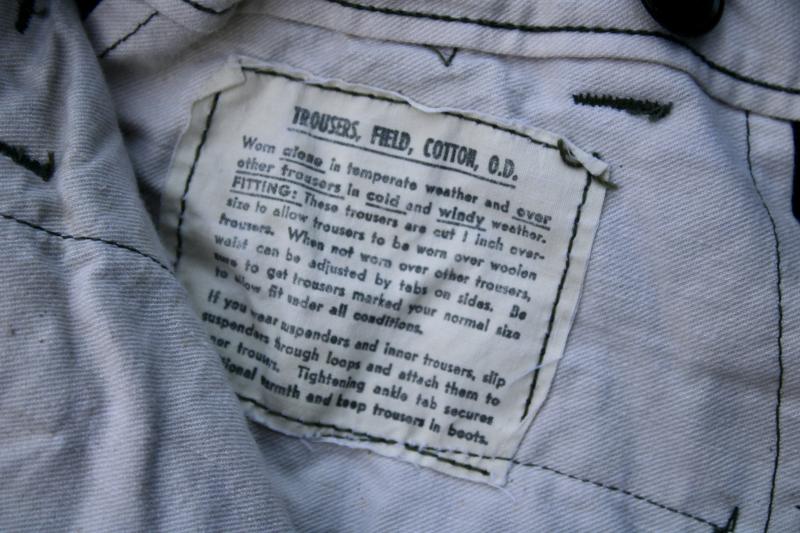 TROUSERS, FIELD, COTTON, O.D.
Worn alone in temperate weather and over
other trousers in cold and windy weather.
FITTING: These trousers are cut 1 inch over-
size to allow trousers to be worn over woolen
trousers. When not worn over other trousers,
waist can be adjusted by tabs on sides. Be
sure to get trousers marked your normal size
to allow fit under all conditions.
If you wear suspenders and inner trousers, slip
suspenders through loops and attach them to
trousers. Tightening ankle tab secures
warmth and keep trousers in boots.